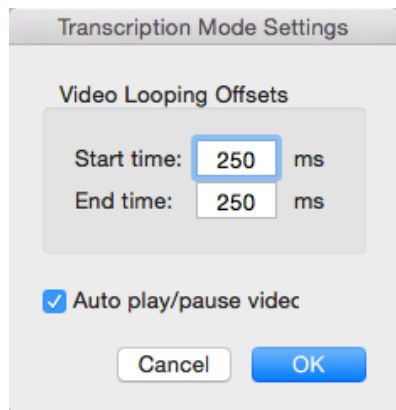 Transcription Mode Settings
Video Looping Offsets
Start time: 250 ms
End time: 250 ms
Auto play/pause videc
Cancel OK